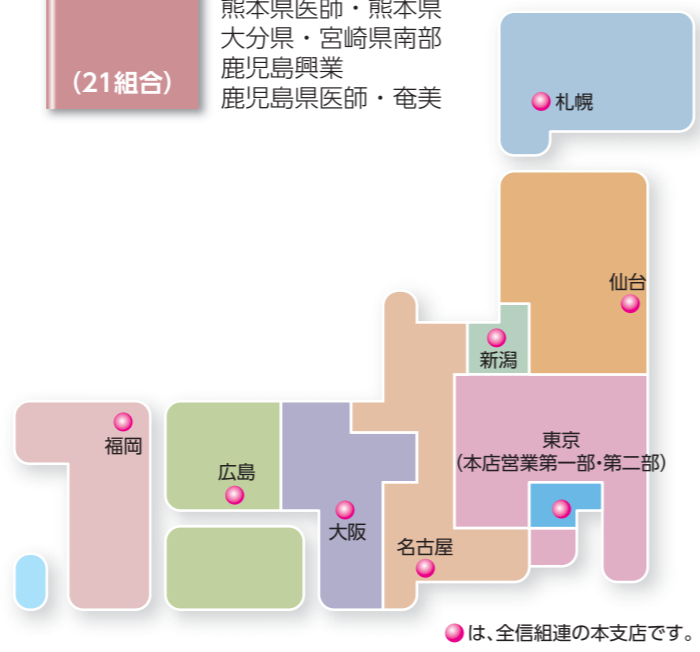 熊本県医師・熊本県
大分県・宮崎県南部
鹿児島興業
鹿児島県医師・奄美
(21組合)
札幌
仙台
新潟
東京
(本店営業第一部・第二部)
福岡
広島
大阪
名古屋
は、全信組連の本支店です。